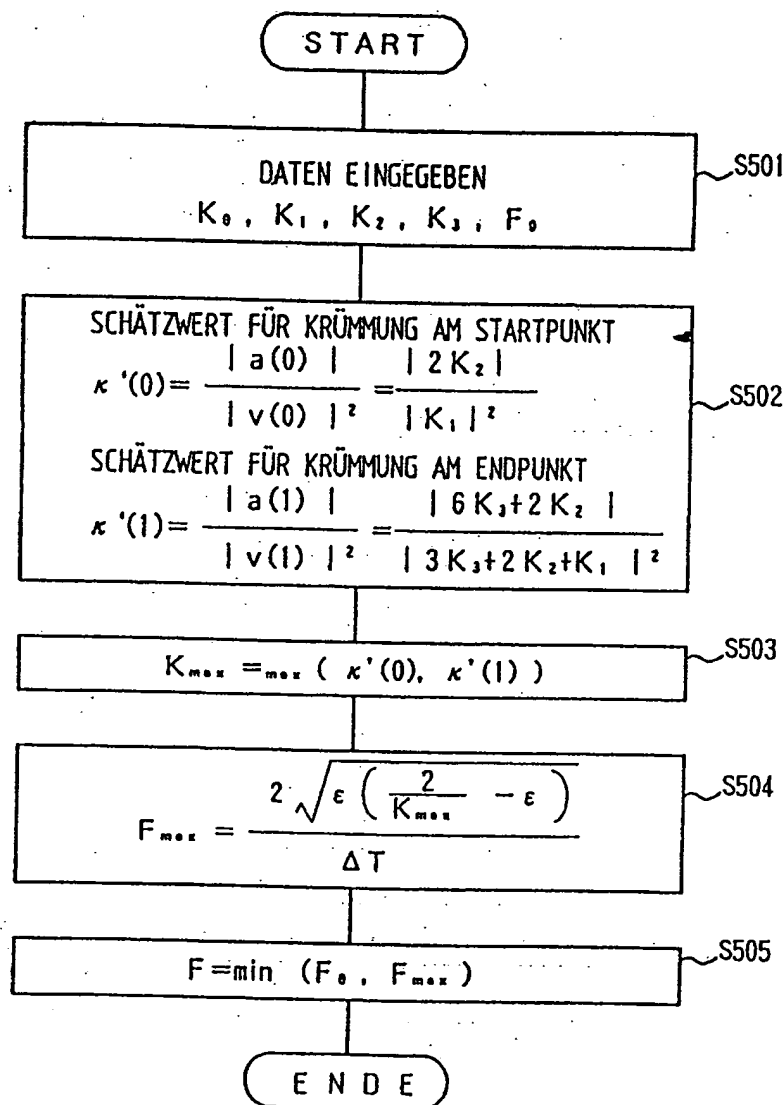 START
DATEN EINGEGEBEN
K₀ , K₁ , K₂ , K₃ , F₀
S501
SCHÄTZWERT FÜR KRÜMMUNG AM STARTPUNKT
κ'(0)= | a(0) | / | v(0) |² = | 2K₂ | / | K₁ |²
S502
SCHÄTZWERT FÜR KRÜMMUNG AM ENDPUNKT
κ'(1)= | a(1) | / | v(1) |² = | 6K₃+2K₂ | / | 3K₃+2K₂+K₁ |²
Kmax =max ( κ'(0), κ'(1) )
S503
Fmax = 2 √( ε ( 2 / Kmax − ε ) ) / ΔT
S504
F=min (F₀ , Fmax)
S505
ENDE